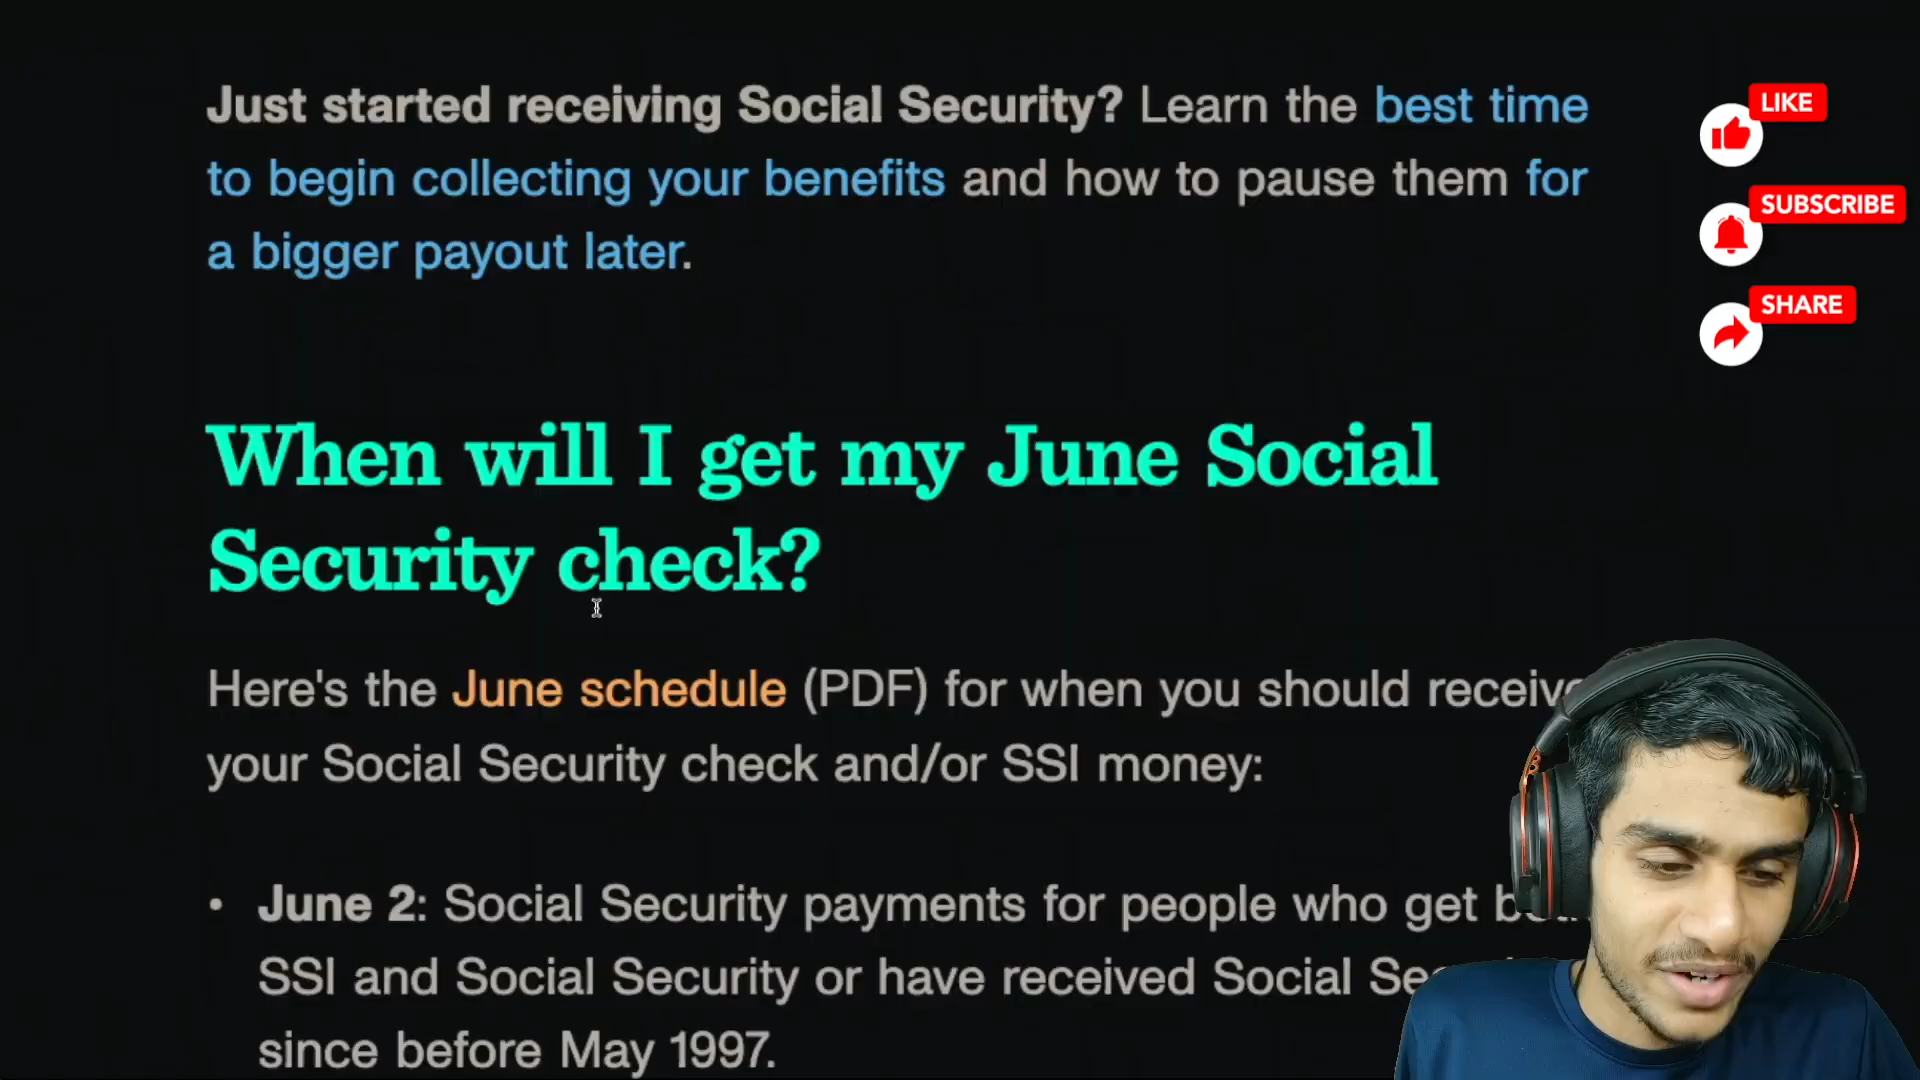 Just started receiving Social Security? Learn the best time
to begin collecting your benefits and how to pause them for
a bigger payout later.
LIKE
SUBSCRIBE
SHARE
When will I get my June Social
Security check?
Here's the June schedule (PDF) for when you should receive
your Social Security check and/or SSI money:
• June 2: Social Security payments for people who get
SSI and Social Security or have received Social
since before May 1997.